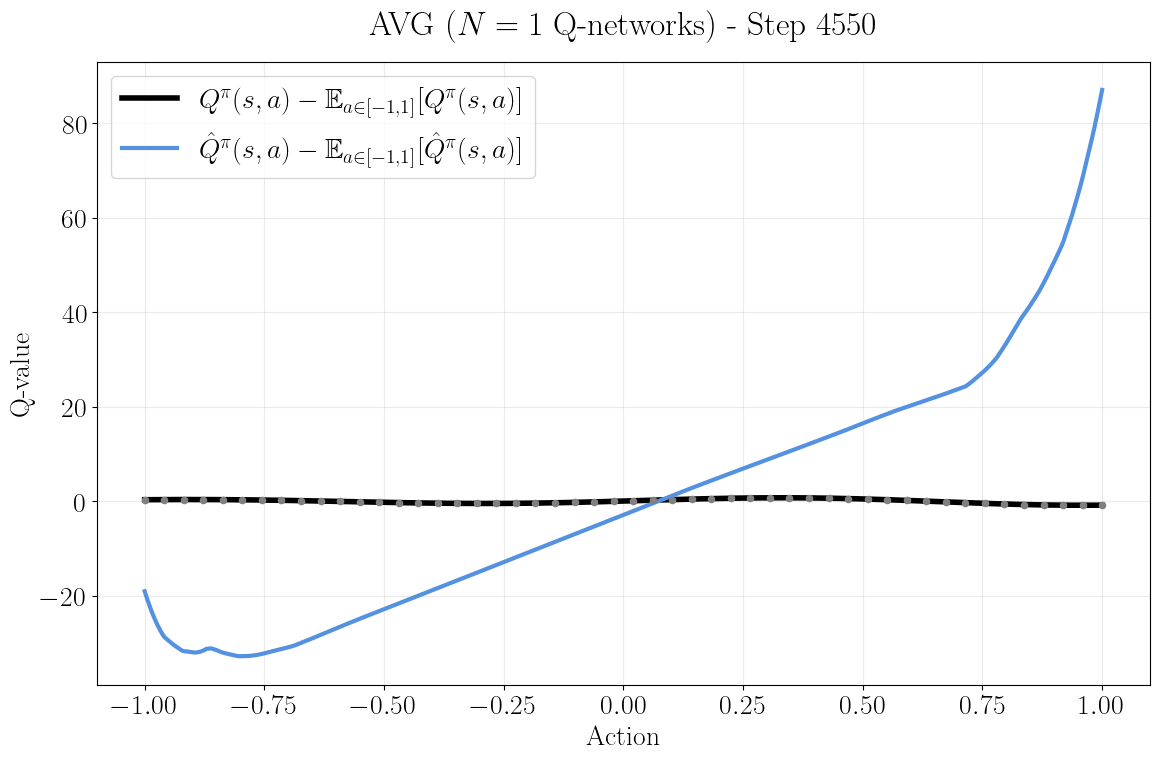 AVG (N = 1 Q-networks) - Step 4550
Q^π(s, a) − 𝔼_{a∈[−1,1]}[Q^π(s, a)]
Q̂^π(s, a) − 𝔼_{a∈[−1,1]}[Q̂^π(s, a)]
80
60
40
20
0
−20
Q-value
−1.00 −0.75 −0.50 −0.25 0.00 0.25 0.50 0.75 1.00
Action